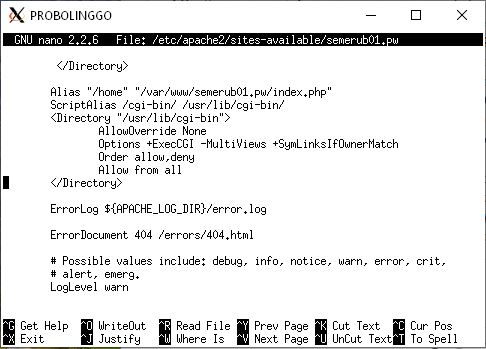 PROBOLINGGO
GNU nano 2.2.6 File: /etc/apache2/sites-available/semerub01.pw
</Directory>
Alias "/home" "/var/www/semerub01.pw/index.php"
ScriptAlias /cgi-bin/ /usr/lib/cgi-bin/
<Directory "/usr/lib/cgi-bin">
AllowOverride None
Options +ExecCGI -MultiViews +SymLinksIfOwnerMatch
Order allow,deny
Allow from all
</Directory>
ErrorLog ${APACHE_LOG_DIR}/error.log
ErrorDocument 404 /errors/404.html
# Possible values include: debug, info, notice, warn, error, crit,
# alert, emerg.
LogLevel warn
^G Get Help ^O WriteOut ^R Read File ^Y Prev Page ^K Cut Text ^C Cur Pos
^X Exit ^J Justify ^W Where Is ^V Next Page ^U UnCut Text ^T To Spell